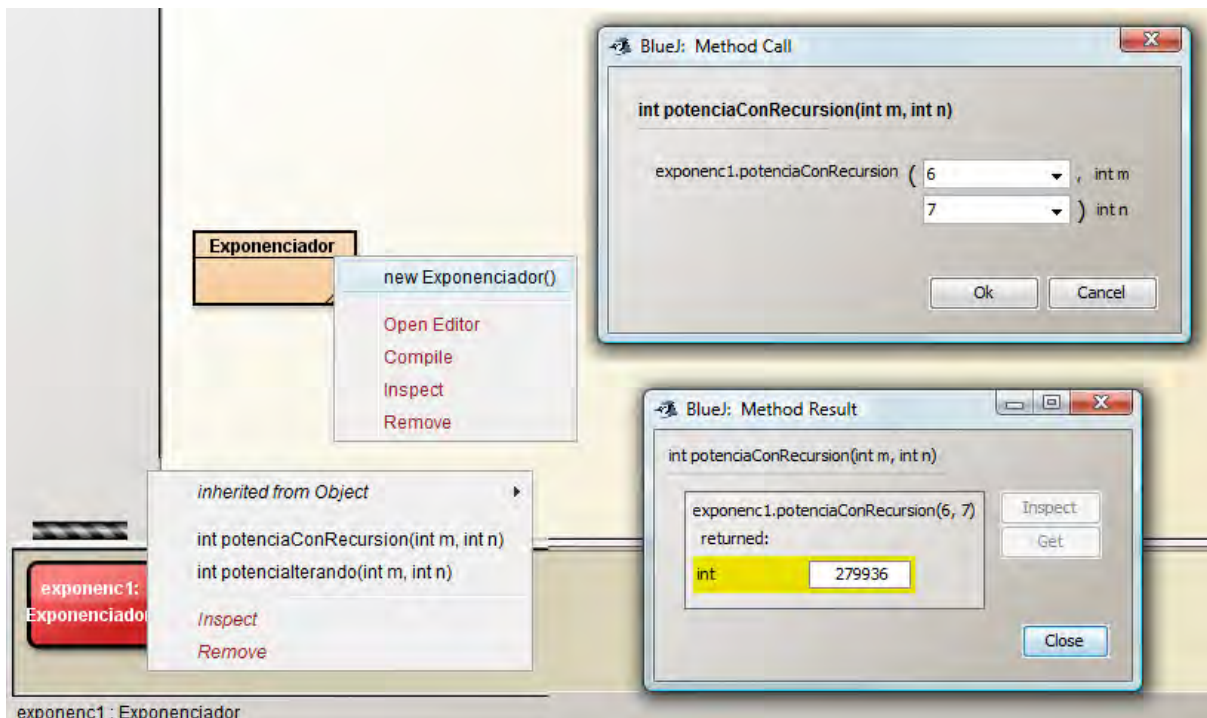 BlueJ: Method Call
int potenciaConRecursion(int m, int n)
exponenc1.potenciaConRecursion ( 6 , int m
7 ) int n
Ok Cancel
Exponenciador
new Exponenciador()
Open Editor
Compile
Inspect
Remove
BlueJ: Method Result
int potenciaConRecursion(int m, int n)
exponenc1.potenciaConRecursion(6, 7)
returned:
int 279936
Inspect
Get
Close
inherited from Object
int potenciaConRecursion(int m, int n)
int potenciaIterando(int m, int n)
Inspect
Remove
exponenc1:
Exponenciado
exponenc1 : Exponenciador